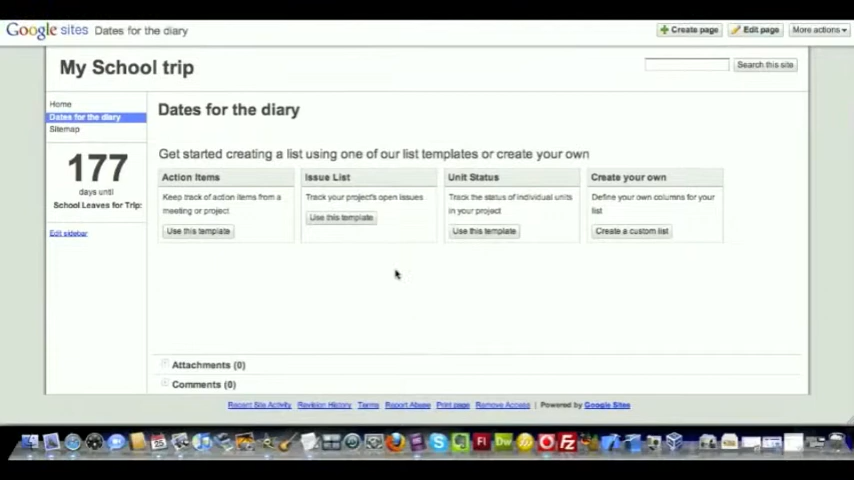 Google sites Dates for the diary
Create page
Edit page
More actions
My School trip
Search this site
Home
Dates for the diary
Sitemap
177
days until
School Leaves for Trip:
Edit sidebar
Dates for the diary
Get started creating a list using one of our list templates or create your own
Action Items
Keep track of action items from a
meeting or project
Use this template
Issue List
Track your project's open issues
Use this template
Unit Status
Track the status of individual units
in your project
Use this template
Create your own
Define your own columns for your
list
Create a custom list
Attachments (0)
Comments (0)
Recent Site Activity Revision History Terms Report Abuse Print page Remove Access | Powered by Google Sites
25
S
Fl
Dw
Fz